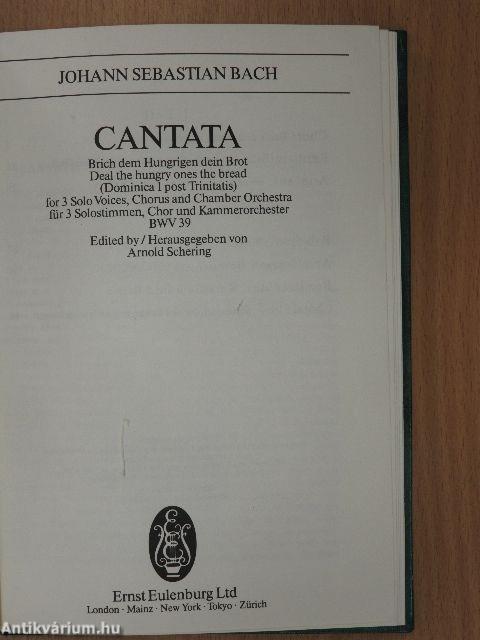 JOHANN SEBASTIAN BACH
CANTATA
Brich dem Hungrigen dein Brot
Deal the hungry ones the bread
(Dominica 1 post Trinitatis)
for 3 Solo Voices, Chorus and Chamber Orchestra
für 3 Solostimmen, Chor und Kammerorchester
BWV 39
Edited by / Herausgegeben von
Arnold Schering
Ernst Eulenburg Ltd
London · Mainz · New York · Tokyo · Zürich
Antikvárium.hu